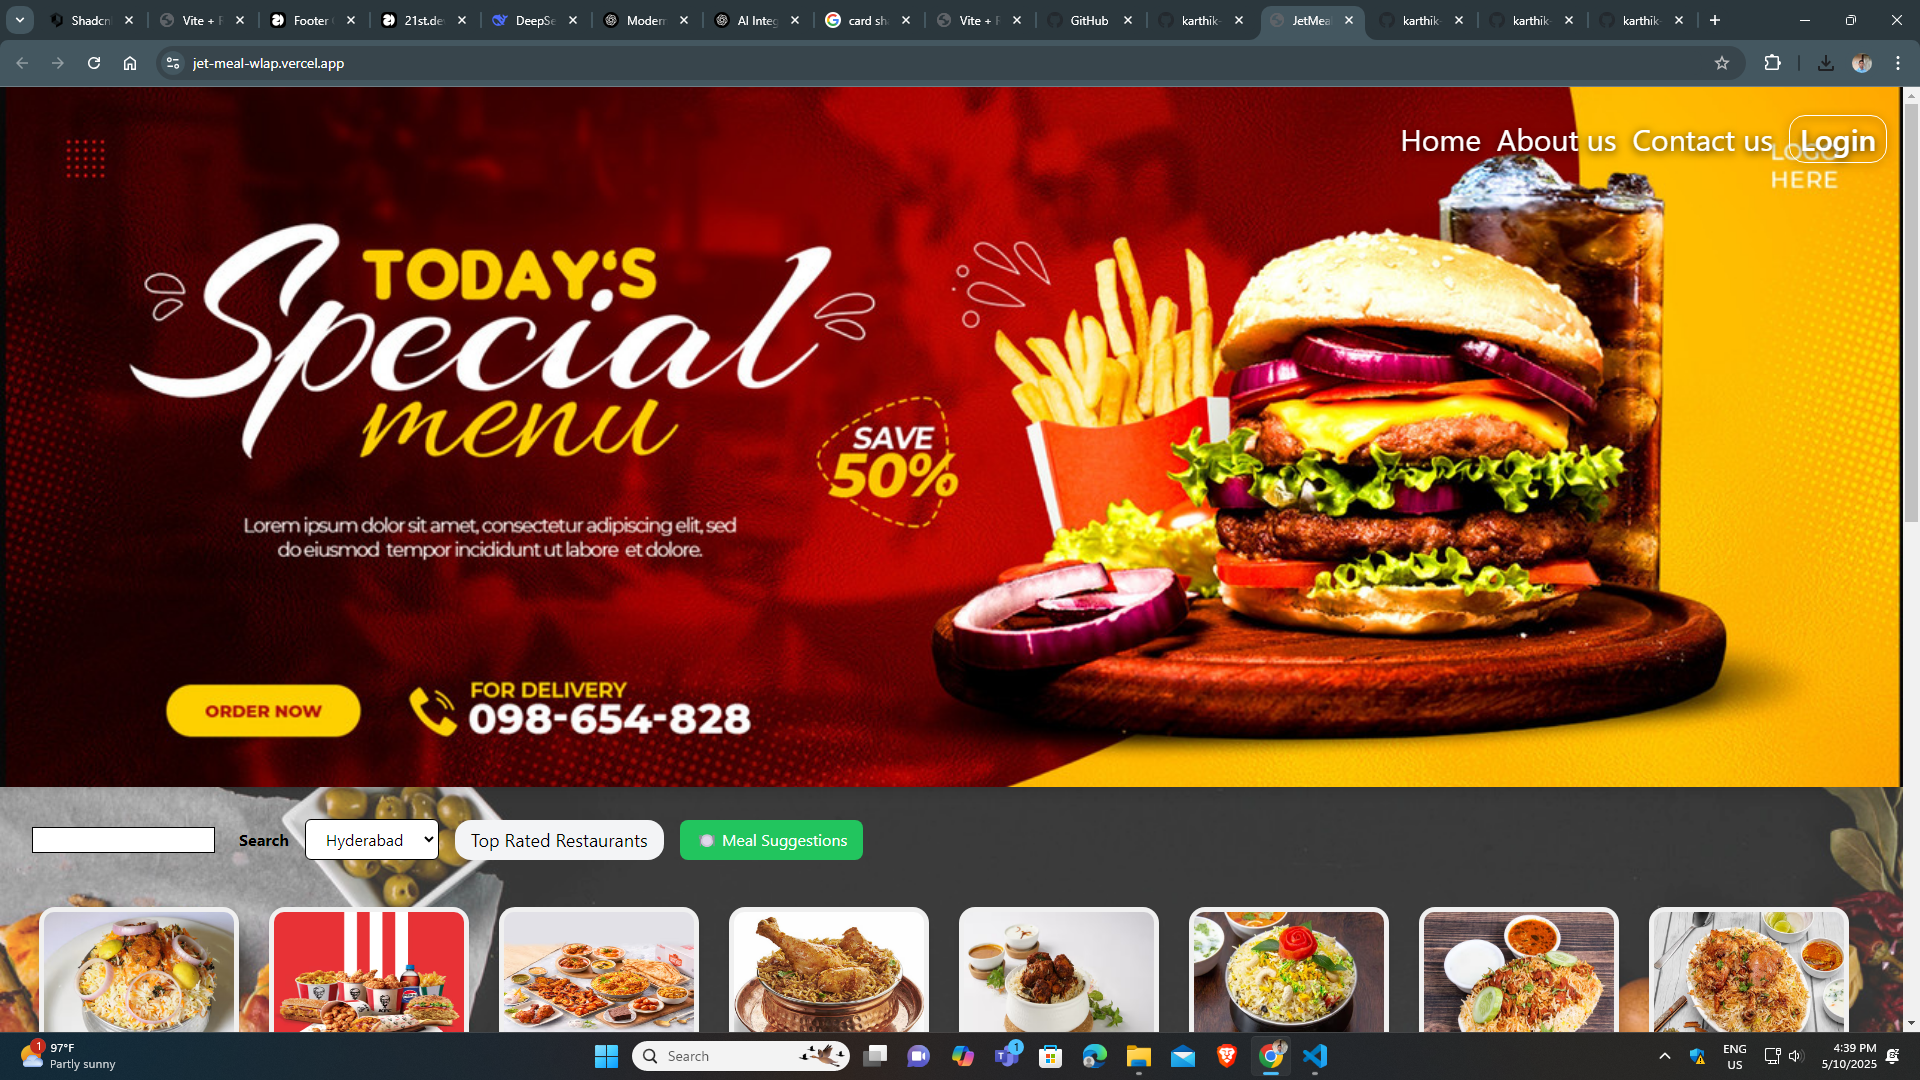 Shadcn
Vite + R
Footer
21st.de
DeepSe
Modern
AI Integ
card sh
Vite + R
GitHub
karthik-
JetMeal
karthik-
karthik-
karthik-
jet-meal-wlap.vercel.app
Home About us Contact us Login
LOGO
HERE
TODAY'S
Special
menu
SAVE
50%
Lorem ipsum dolor sit amet, consectetur adipiscing elit, sed
do eiusmod tempor incididunt ut labore et dolore.
ORDER NOW
FOR DELIVERY
098-654-828
Search
Hyderabad
Top Rated Restaurants
Meal Suggestions
1
97°F
Partly sunny
Search
1
ENG
US
4:39 PM
5/10/2025